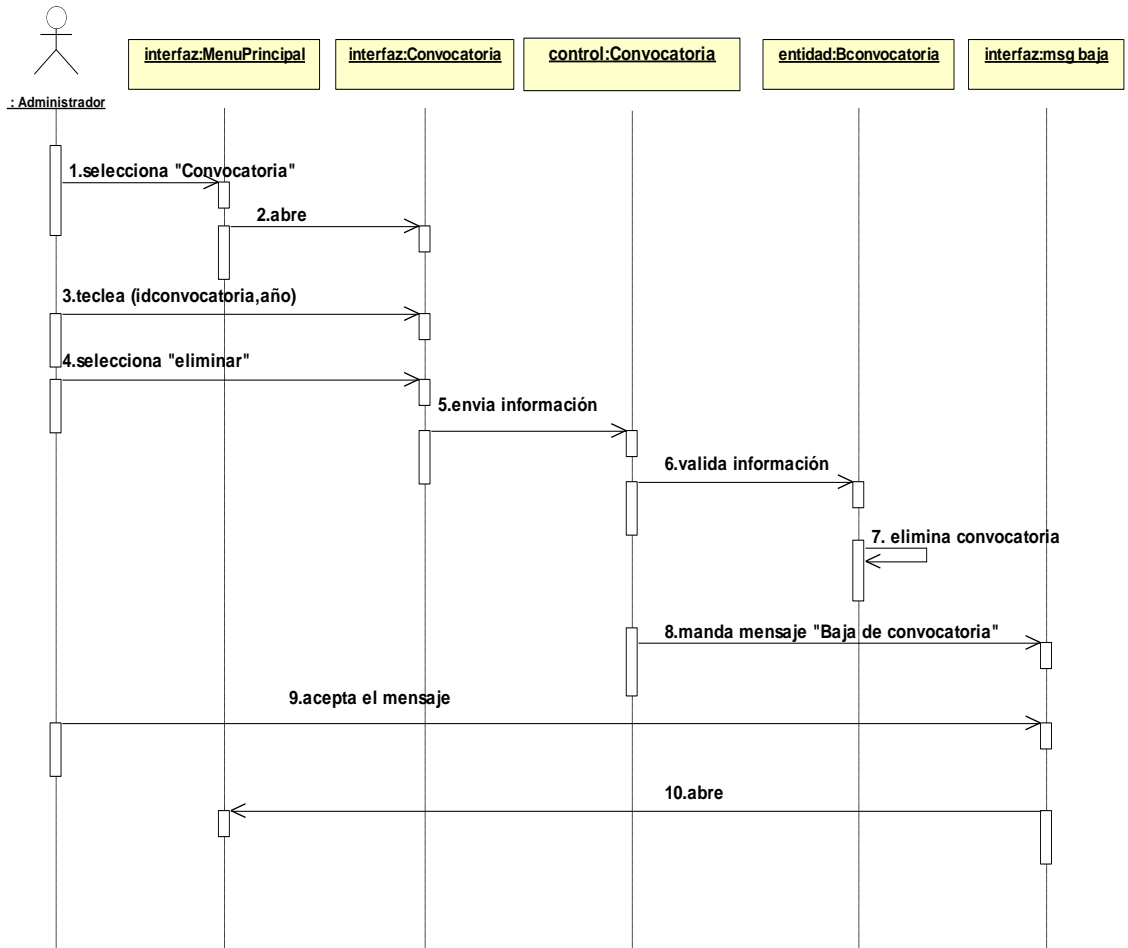 interfaz:MenuPrincipal
interfaz:Convocatoria
control:Convocatoria
entidad:Bconvocatoria
interfaz:msg baja
: Administrador
1.selecciona "Convocatoria"
2.abre
3.teclea (idconvocatoria,año)
4.selecciona "eliminar"
5.envia información
6.valida información
7. elimina convocatoria
8.manda mensaje "Baja de convocatoria"
9.acepta el mensaje
10.abre